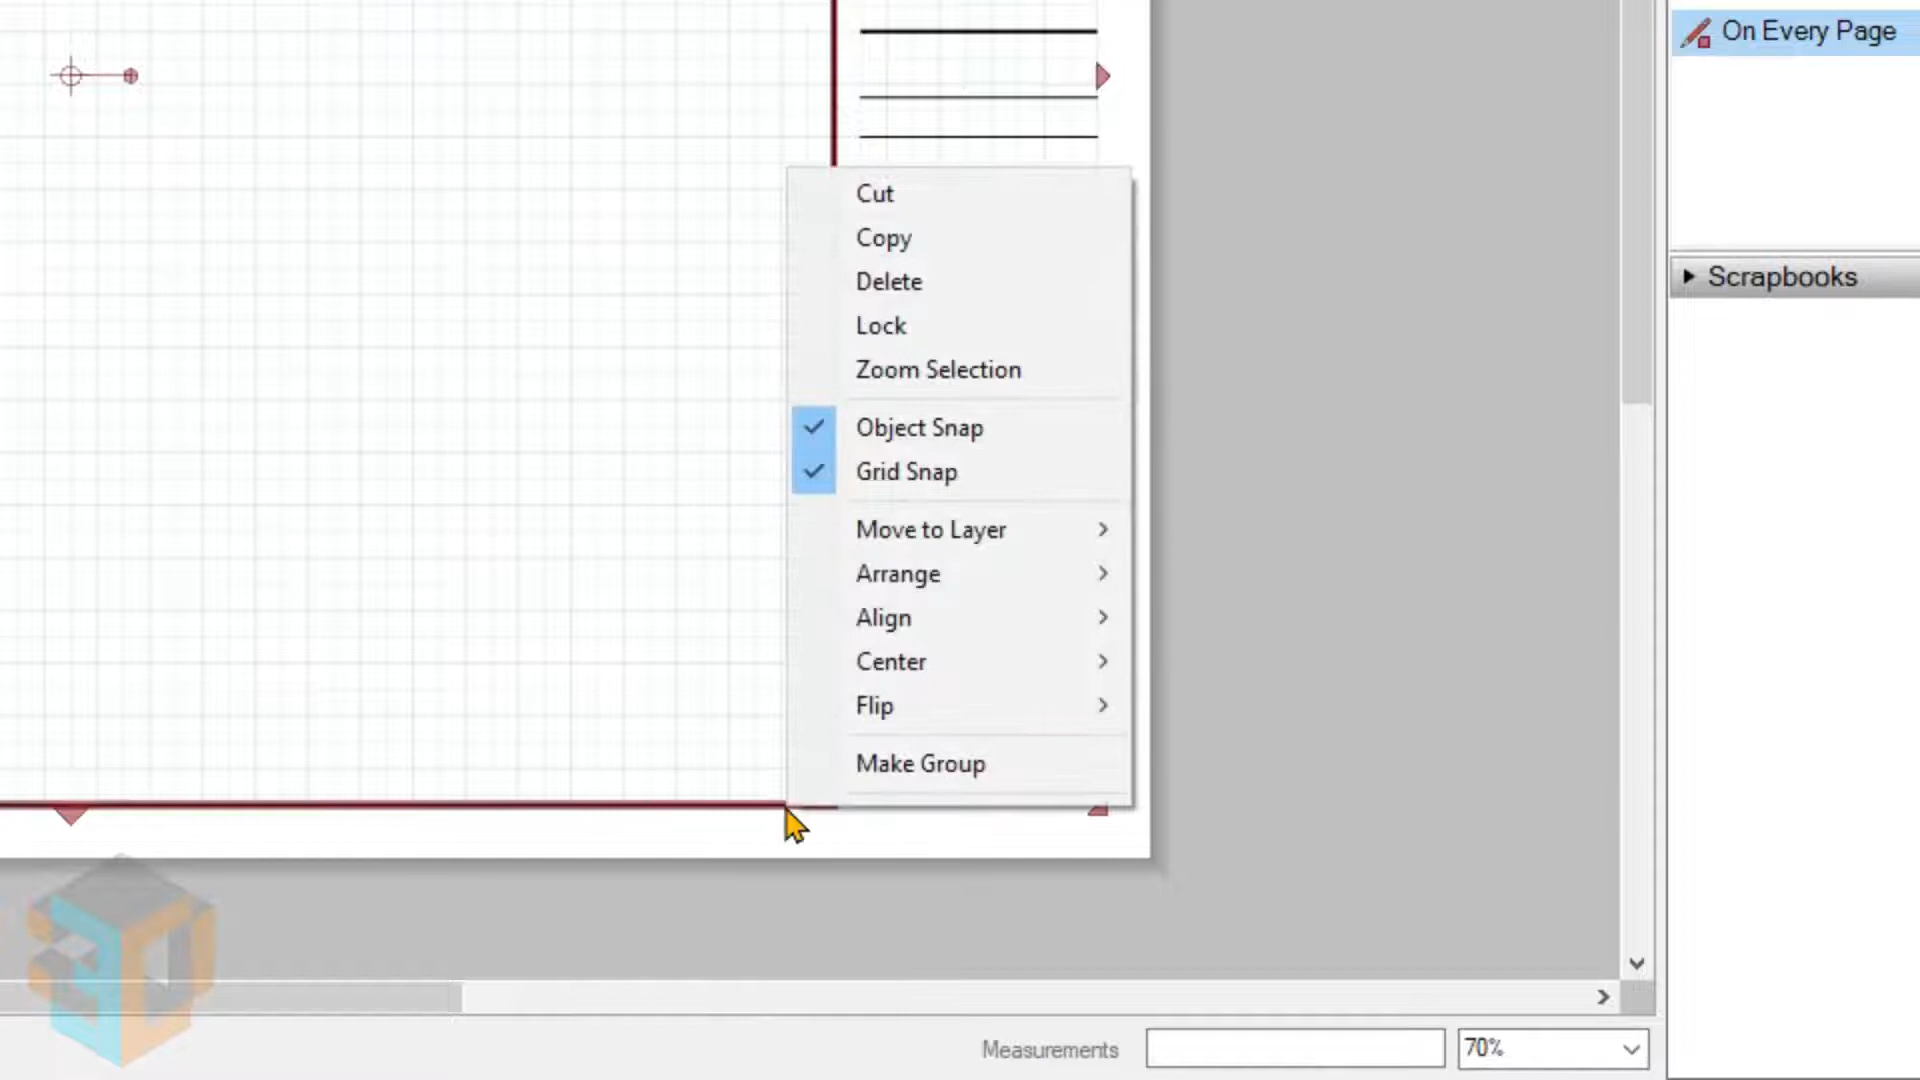 On Every Page
Cut
Copy
Delete
Lock
Zoom Selection
Scrapbooks
Object Snap
Grid Snap
Move to Layer
Arrange
Align
Center
Flip
Make Group
Measurements
70%